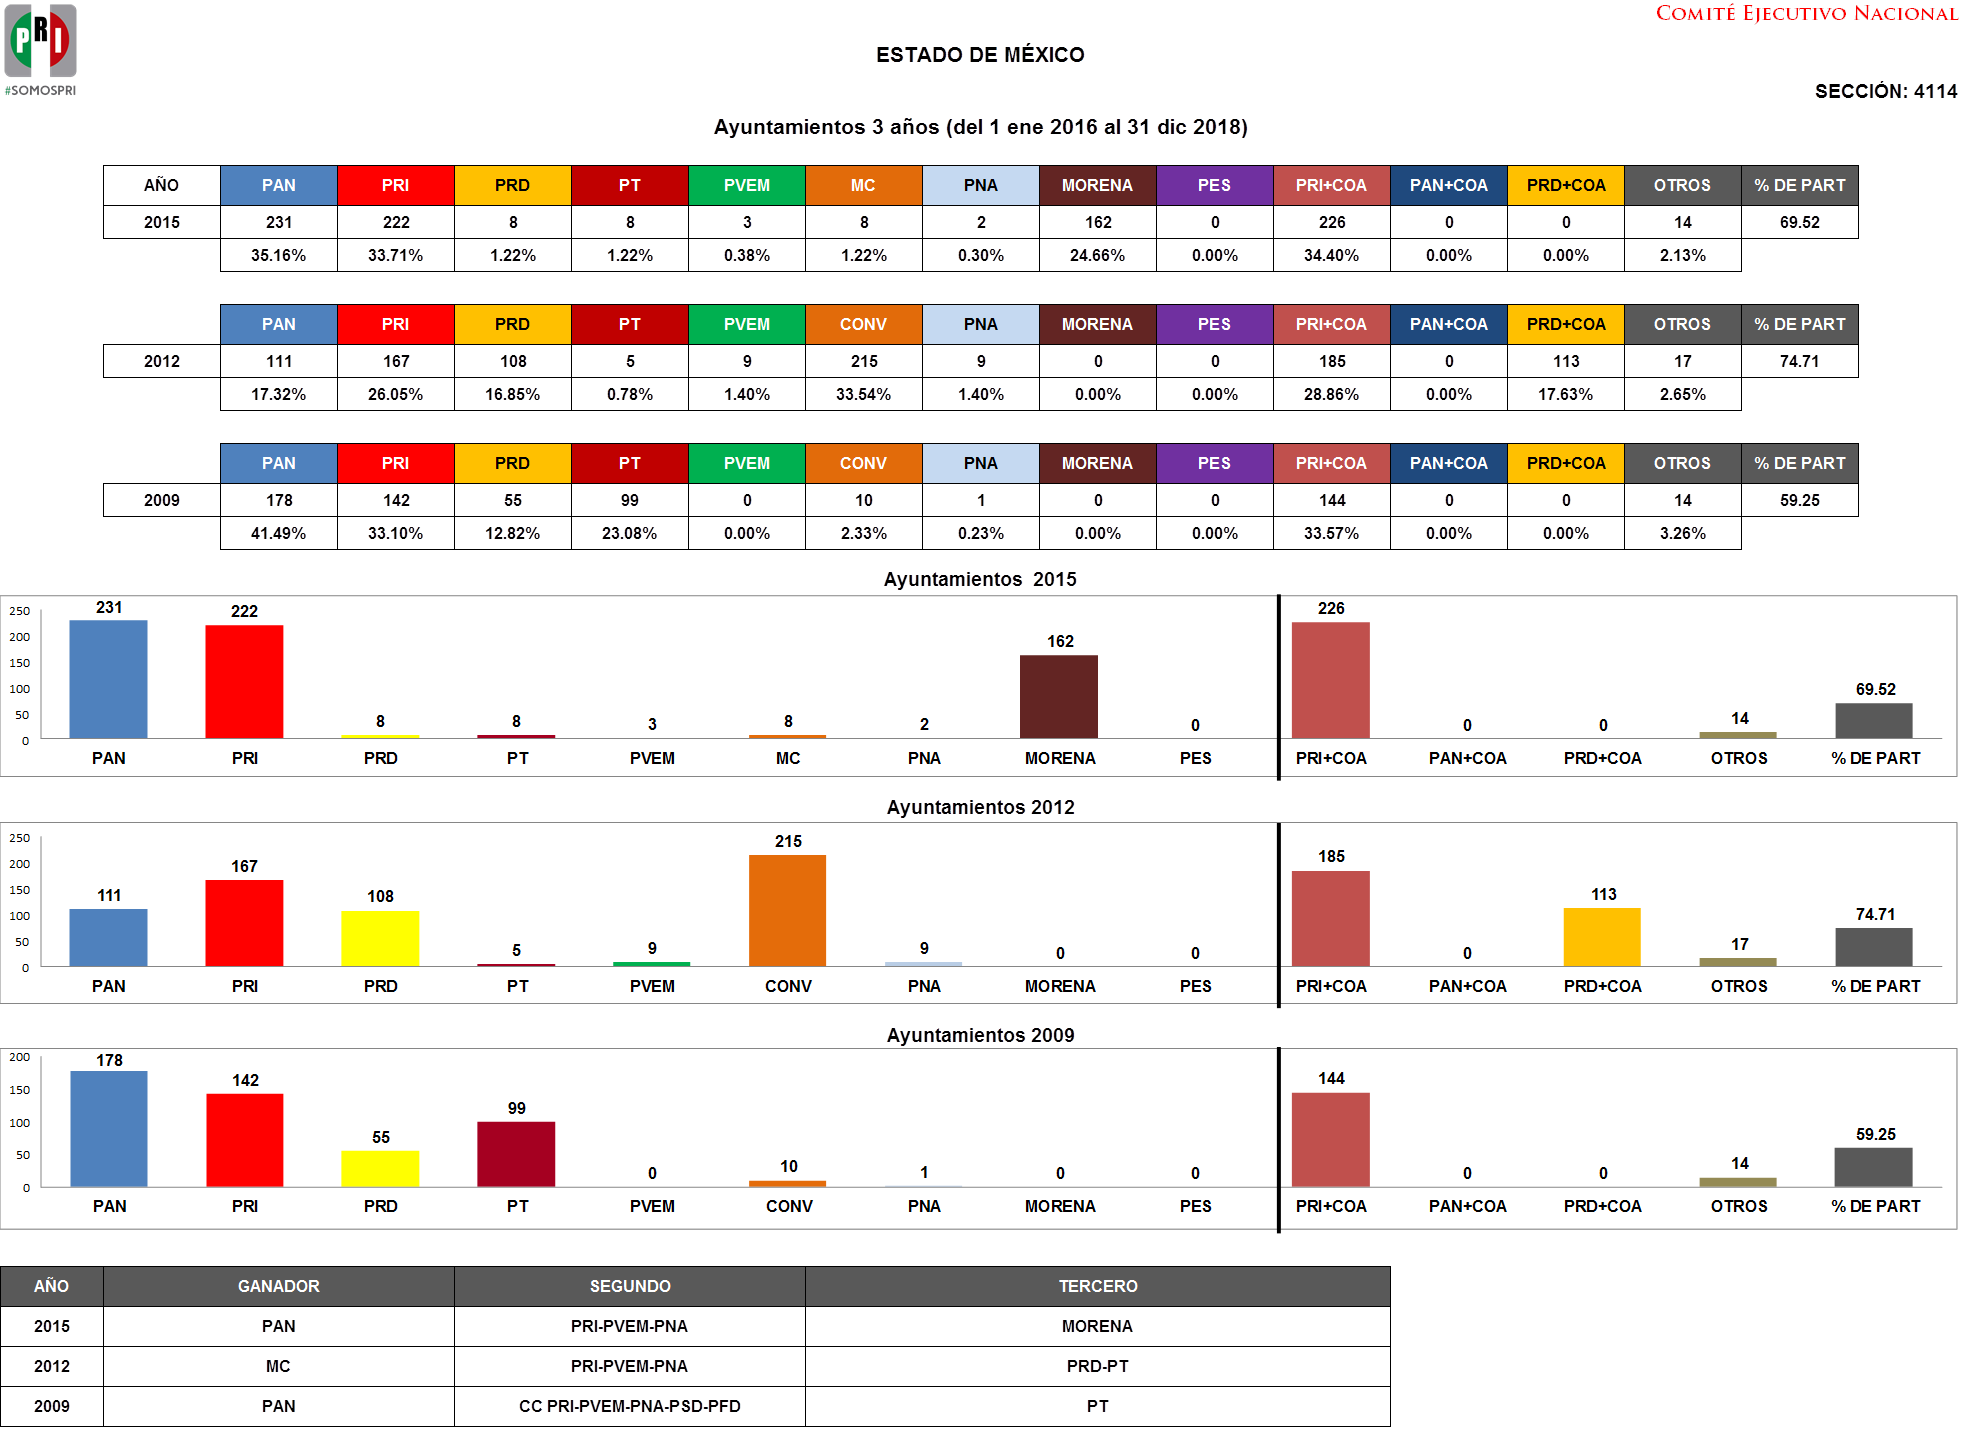 PRI
#SOMOSPRI
COMITÉ EJECUTIVO NACIONAL
ESTADO DE MÉXICO
SECCIÓN: 4114
Ayuntamientos 3 años (del 1 ene 2016 al 31 dic 2018)
AÑO PAN PRI PRD PT PVEM MC PNA MORENA PES PRI+COA PAN+COA PRD+COA OTROS % DE PART
2015 231 222 8 8 3 8 2 162 0 226 0 0 14 69.52
35.16% 33.71% 1.22% 1.22% 0.38% 1.22% 0.30% 24.66% 0.00% 34.40% 0.00% 0.00% 2.13%
PAN PRI PRD PT PVEM CONV PNA MORENA PES PRI+COA PAN+COA PRD+COA OTROS % DE PART
2012 111 167 108 5 9 215 9 0 0 185 0 113 17 74.71
17.32% 26.05% 16.85% 0.78% 1.40% 33.54% 1.40% 0.00% 0.00% 28.86% 0.00% 17.63% 2.65%
PAN PRI PRD PT PVEM CONV PNA MORENA PES PRI+COA PAN+COA PRD+COA OTROS % DE PART
2009 178 142 55 99 0 10 1 0 0 144 0 0 14 59.25
41.49% 33.10% 12.82% 23.08% 0.00% 2.33% 0.23% 0.00% 0.00% 33.57% 0.00% 0.00% 3.26%
Ayuntamientos 2015
250
200
150
100
50
0
231 222 8 8 3 8 2 162 0 226 0 0 14 69.52
PAN PRI PRD PT PVEM MC PNA MORENA PES PRI+COA PAN+COA PRD+COA OTROS % DE PART
Ayuntamientos 2012
250
200
150
100
50
0
111 167 108 5 9 215 9 0 0 185 0 113 17 74.71
PAN PRI PRD PT PVEM CONV PNA MORENA PES PRI+COA PAN+COA PRD+COA OTROS % DE PART
Ayuntamientos 2009
200
150
100
50
0
178 142 55 99 0 10 1 0 0 144 0 0 14 59.25
PAN PRI PRD PT PVEM CONV PNA MORENA PES PRI+COA PAN+COA PRD+COA OTROS % DE PART
AÑO GANADOR SEGUNDO TERCERO
2015 PAN PRI-PVEM-PNA MORENA
2012 MC PRI-PVEM-PNA PRD-PT
2009 PAN CC PRI-PVEM-PNA-PSD-PFD PT